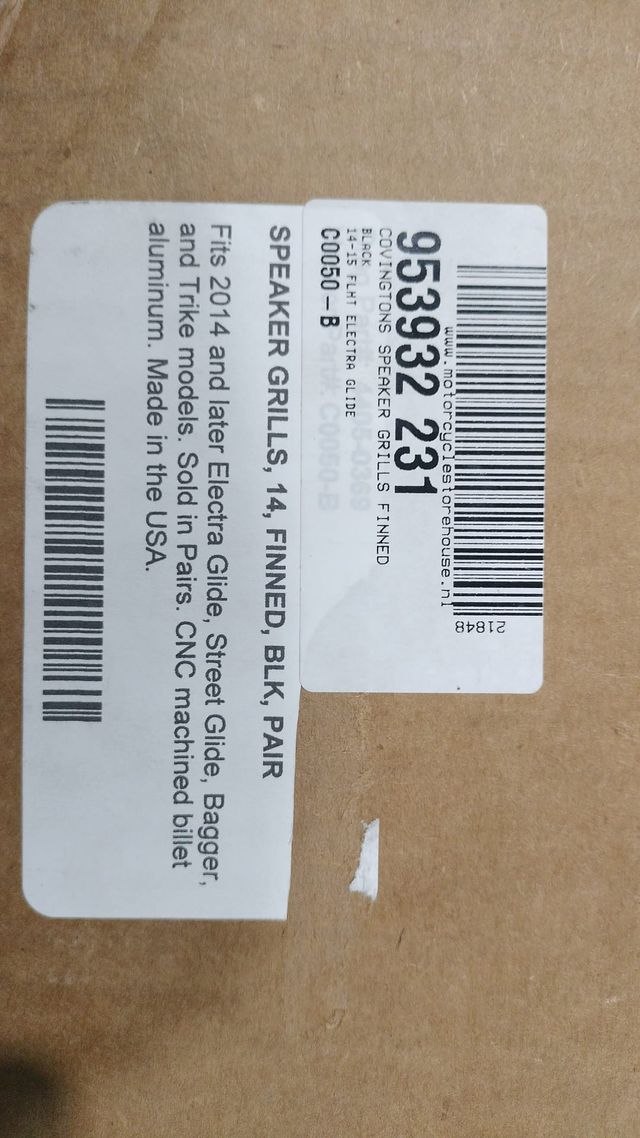 www.motorcyclestorehouse.nl
21848
953932 231
COVINGTONS SPEAKER GRILLS FINNED
BLACK
14-15 FLHT ELECTRA GLIDE
C0050-B
Part# C0050-B
SPEAKER GRILLS, 14, FINNED, BLK, PAIR
Fits 2014 and later Electra Glide, Street Glide, Bagger,
and Trike models. Sold in Pairs. CNC machined billet
aluminum. Made in the USA.